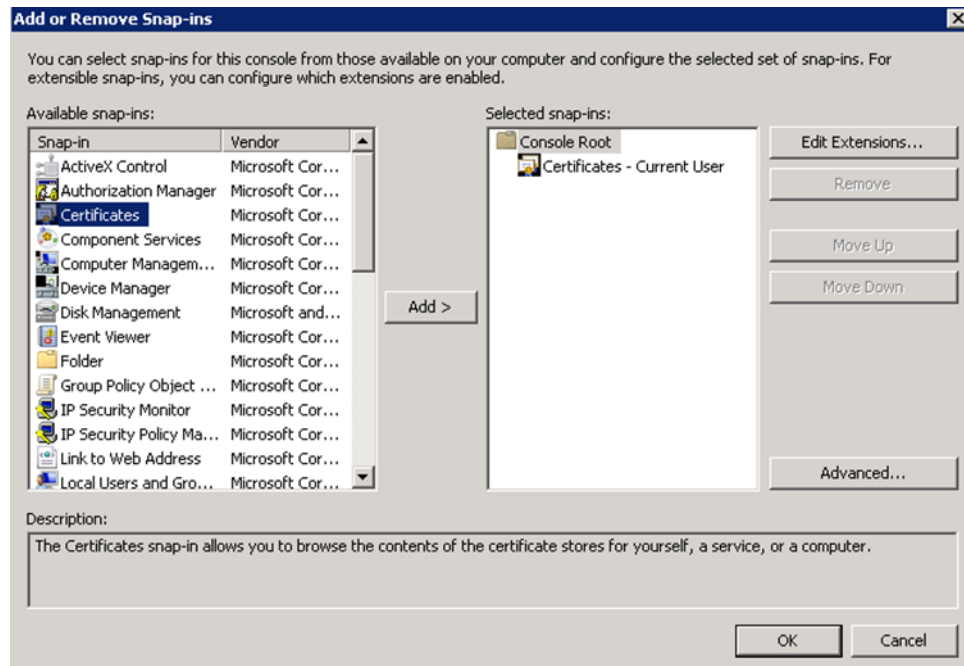 Add or Remove Snap-ins
You can select snap-ins for this console from those available on your computer and configure the selected set of snap-ins. For
extensible snap-ins, you can configure which extensions are enabled.
Available snap-ins:
Snap-in Vendor
ActiveX Control Microsoft Cor...
Authorization Manager Microsoft Cor...
Certificates Microsoft Cor...
Component Services Microsoft Cor...
Computer Managem... Microsoft Cor...
Device Manager Microsoft Cor...
Disk Management Microsoft and...
Event Viewer Microsoft Cor...
Folder Microsoft Cor...
Group Policy Object ... Microsoft Cor...
IP Security Monitor Microsoft Cor...
IP Security Policy Ma... Microsoft Cor...
Link to Web Address Microsoft Cor...
Local Users and Gro... Microsoft Cor...
Add >
Selected snap-ins:
Console Root
Certificates - Current User
Edit Extensions...
Remove
Move Up
Move Down
Advanced...
Description:
The Certificates snap-in allows you to browse the contents of the certificate stores for yourself, a service, or a computer.
OK Cancel